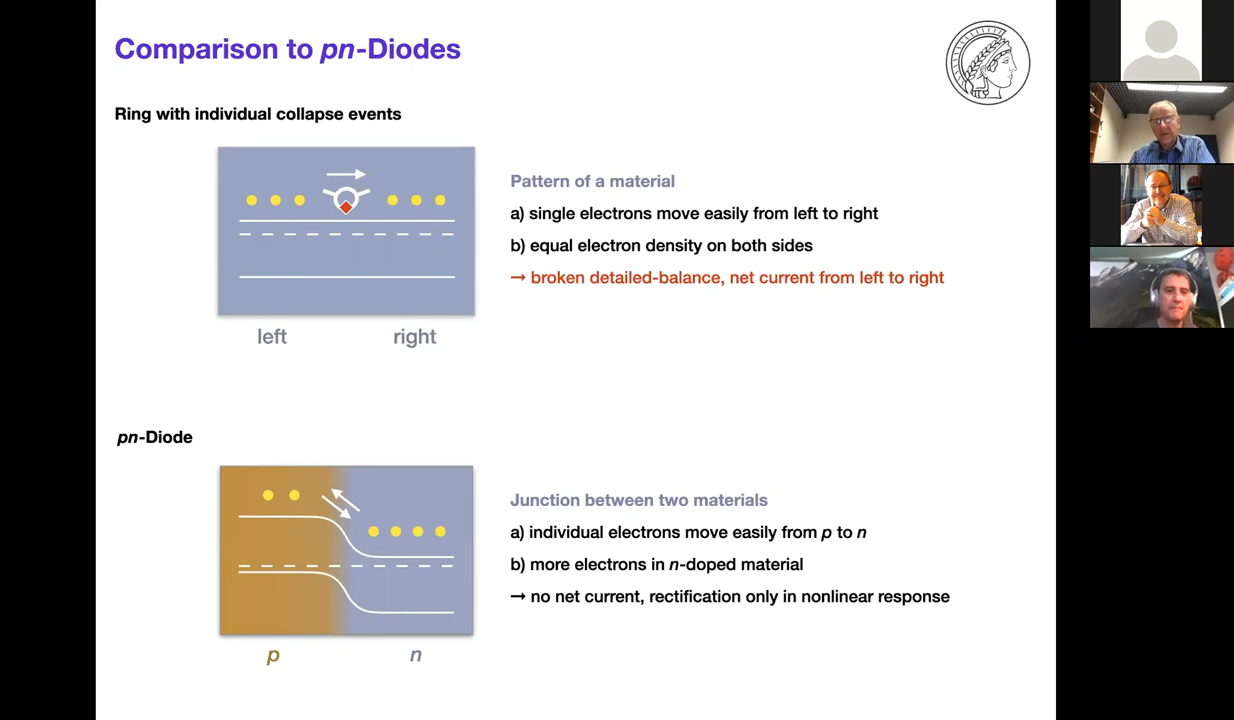 Comparison to pn-Diodes
Ring with individual collapse events
Pattern of a material
a) single electrons move easily from left to right
b) equal electron density on both sides
→ broken detailed-balance, net current from left to right
left right
pn-Diode
Junction between two materials
a) individual electrons move easily from p to n
b) more electrons in n-doped material
→ no net current, rectification only in nonlinear response
p n